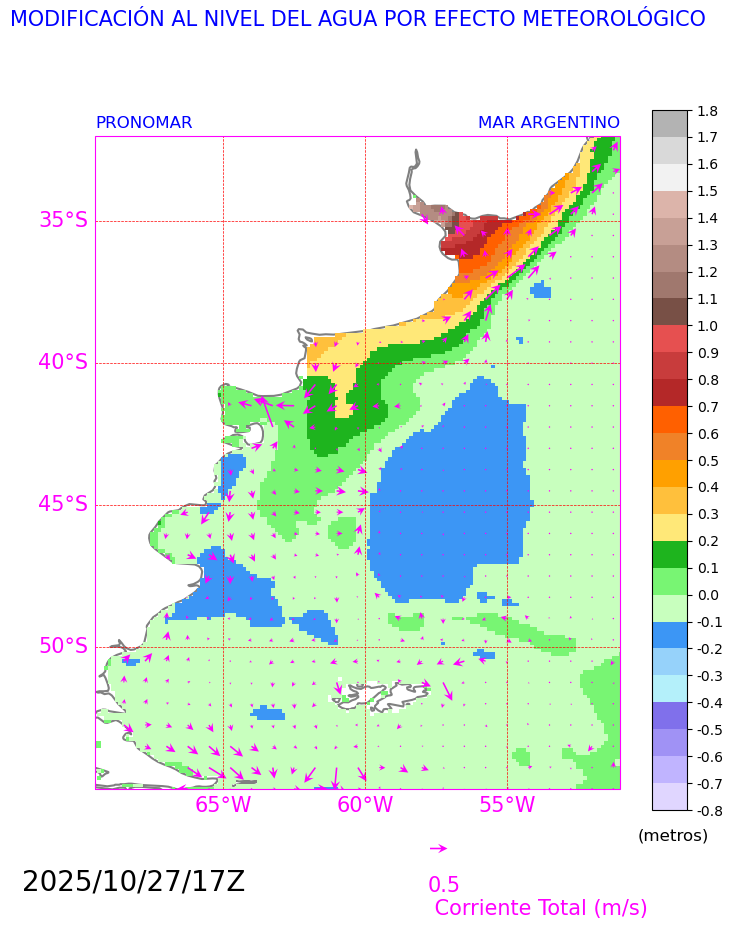 MODIFICACIÓN AL NIVEL DEL AGUA POR EFECTO METEOROLÓGICO
PRONOMAR MAR ARGENTINO
1.8
1.7
1.6
1.5
1.4
1.3
1.2
1.1
1.0
0.9
0.8
0.7
0.6
0.5
0.4
0.3
0.2
0.1
0.0
-0.1
-0.2
-0.3
-0.4
-0.5
-0.6
-0.7
-0.8
(metros)
35°S
40°S
45°S
50°S
65°W 60°W 55°W
2025/10/27/17Z
0.5
Corriente Total (m/s)